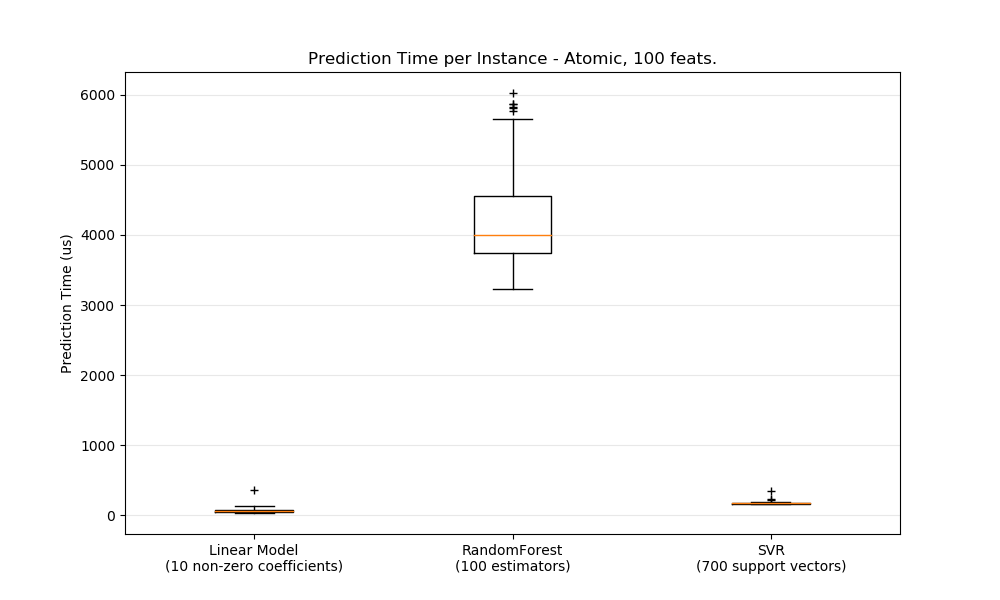 Prediction Time per Instance - Atomic, 100 feats.
6000
5000
4000
3000
2000
1000
0
Prediction Time (us)
Linear Model
(10 non-zero coefficients)
RandomForest
(100 estimators)
SVR
(700 support vectors)